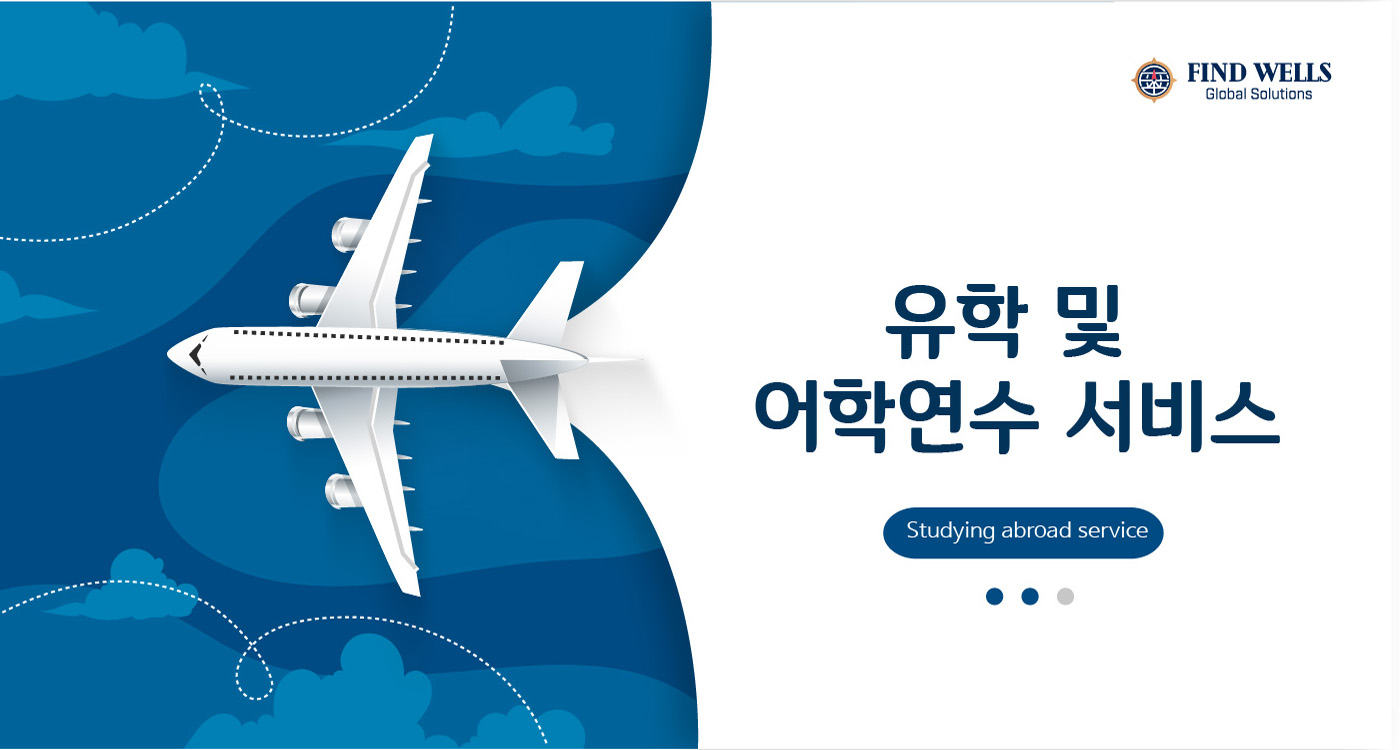 FIND WELLS
Global Solutions
유학 및
어학연수 서비스
Studying abroad service